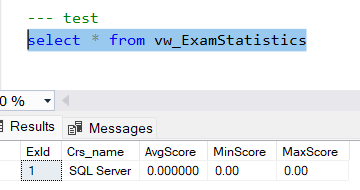 --- test
select * from vw_ExamStatistics
0 %
Results Messages
ExId Crs_name AvgScore MinScore MaxScore
1 SQL Server 0.000000 0.00 0.00